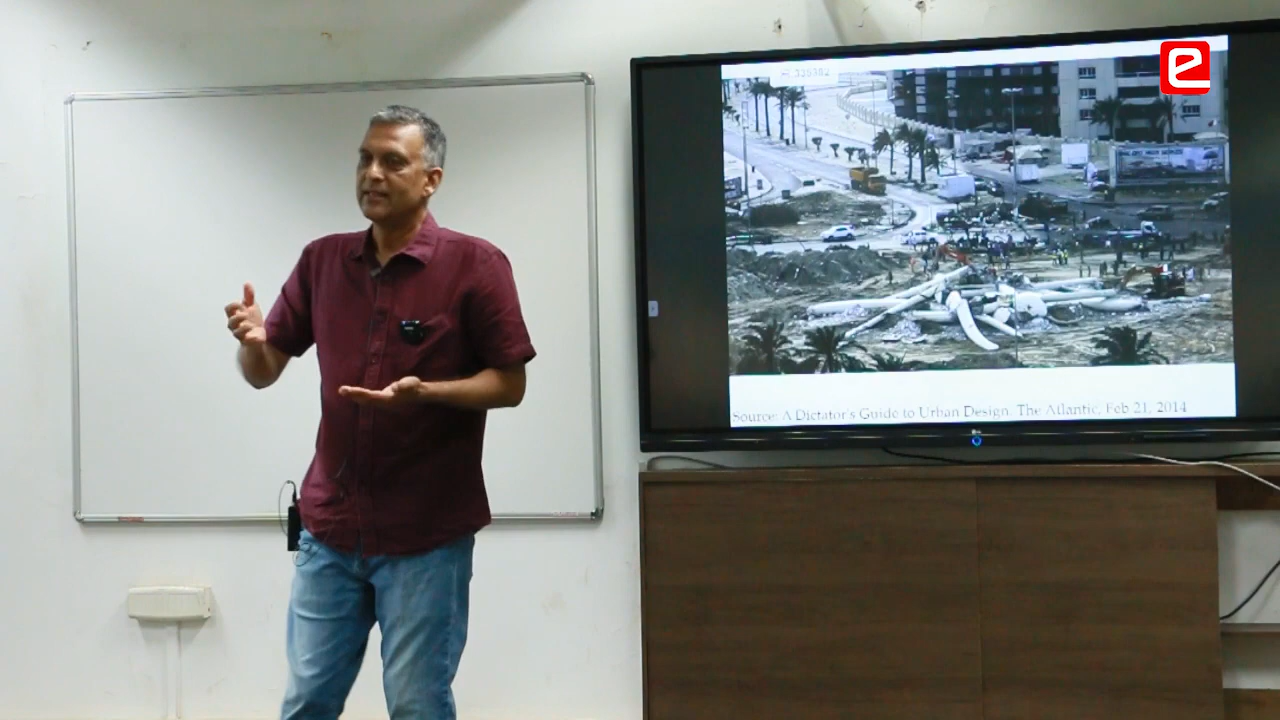 e
Source: A Dictator's Guide to Urban Design. The Atlantic, Feb 21, 2014